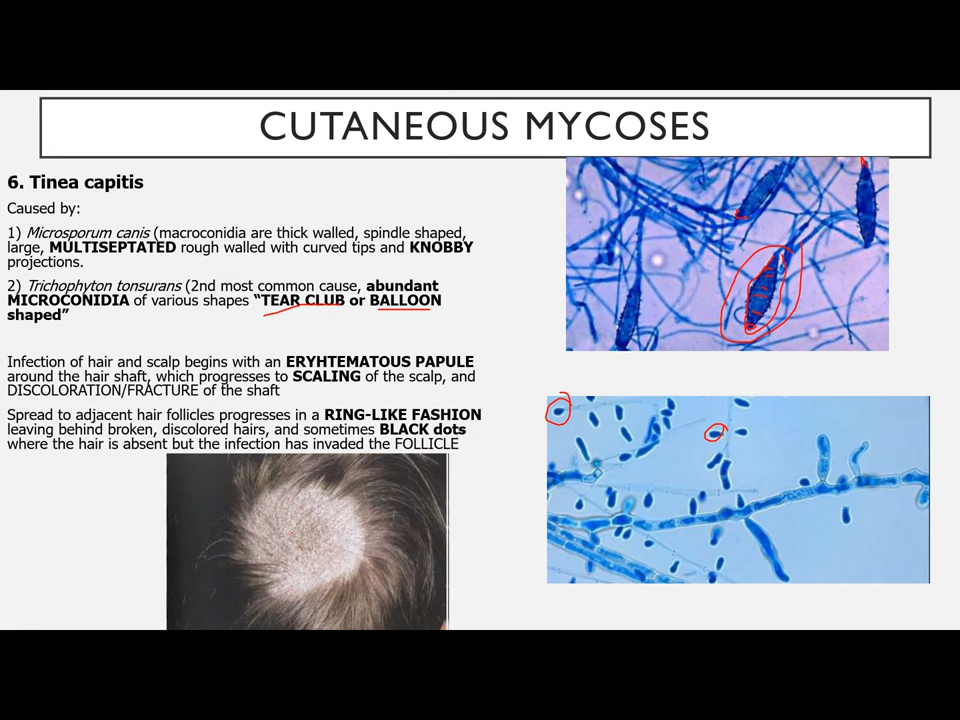 CUTANEOUS MYCOSES
6. Tinea capitis
Caused by:
1) Microsporum canis (macroconidia are thick walled, spindle shaped,
large, MULTISEPTATED rough walled with curved tips and KNOBBY
projections.
2) Trichophyton tonsurans (2nd most common cause, abundant
MICROCONIDIA of various shapes “TEAR CLUB or BALLOON
shaped”
Infection of hair and scalp begins with an ERYHTEMATOUS PAPULE
around the hair shaft, which progresses to SCALING of the scalp, and
DISCOLORATION/FRACTURE of the shaft
Spread to adjacent hair follicles progresses in a RING-LIKE FASHION
leaving behind broken, discolored hairs, and sometimes BLACK dots
where the hair is absent but the infection has invaded the FOLLICLE